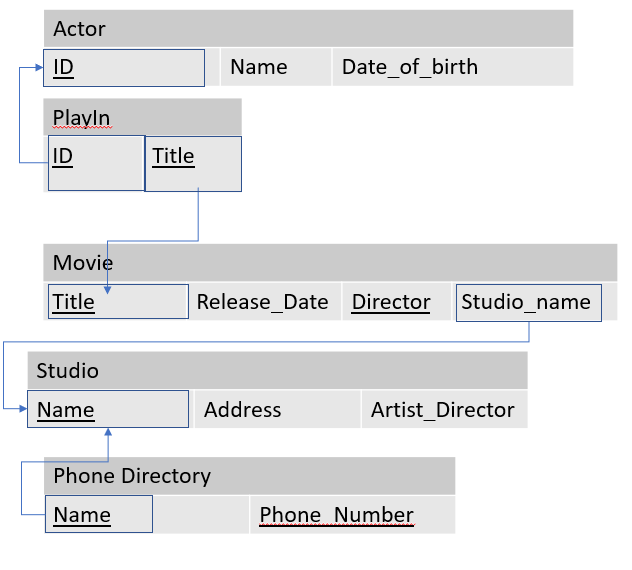 Actor
ID Name Date_of_birth
PlayIn
ID Title
Movie
Title Release_Date Director Studio_name
Studio
Name Address Artist_Director
Phone Directory
Name Phone_Number